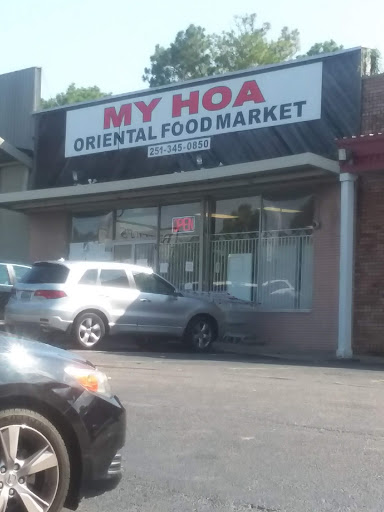 MY HOA
ORIENTAL FOOD MARKET
251-345-0850